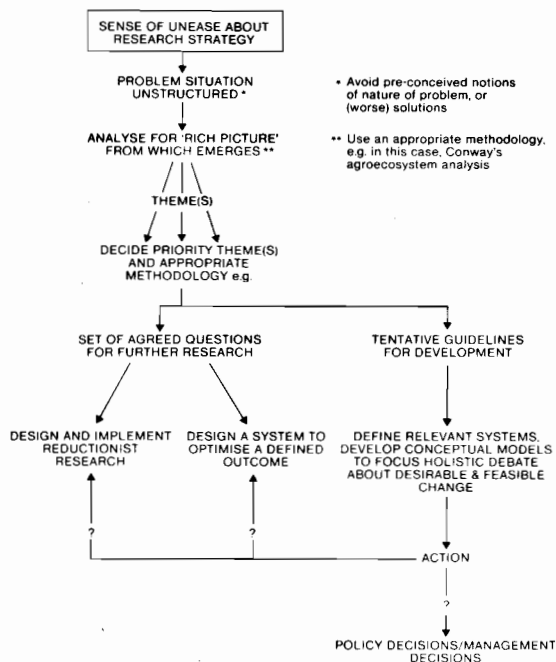 SENSE OF UNEASE ABOUT
RESEARCH STRATEGY
PROBLEM SITUATION
UNSTRUCTURED *
* Avoid pre-conceived notions
of nature of problem, or
(worse) solutions
ANALYSE FOR 'RICH PICTURE'
FROM WHICH EMERGES **
** Use an appropriate methodology,
e.g. in this case, Conway's
agroecosystem analysis
THEME(S)
DECIDE PRIORITY THEME(S)
AND APPROPRIATE
METHODOLOGY e.g.
SET OF AGREED QUESTIONS
FOR FURTHER RESEARCH
TENTATIVE GUIDELINES
FOR DEVELOPMENT
DESIGN AND IMPLEMENT
REDUCTIONIST
RESEARCH
DESIGN A SYSTEM TO
OPTIMISE A DEFINED
OUTCOME
DEFINE RELEVANT SYSTEMS,
DEVELOP CONCEPTUAL MODELS
TO FOCUS HOLISTIC DEBATE
ABOUT DESIRABLE & FEASIBLE
CHANGE
?
?
ACTION
?
POLICY DECISIONS/MANAGEMENT
DECISIONS